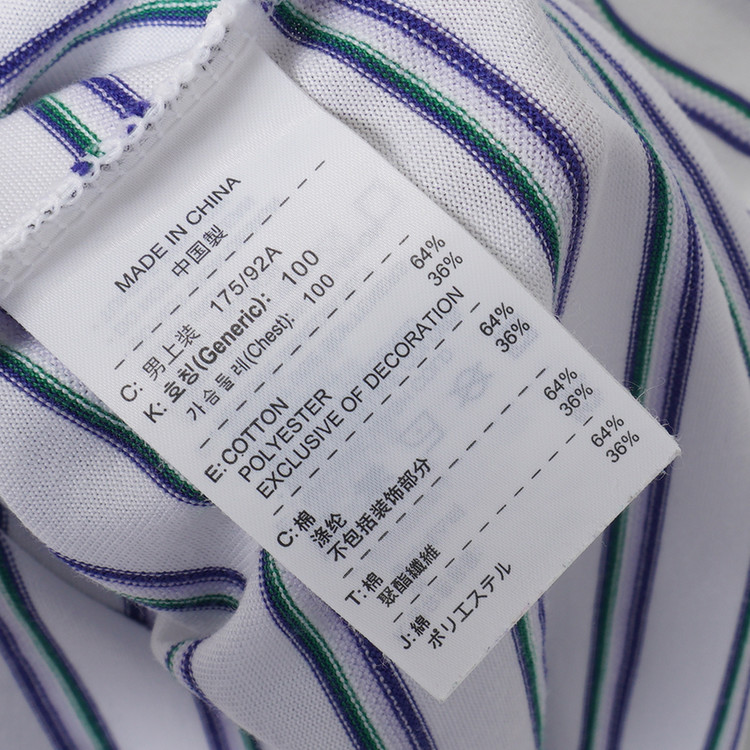 MADE IN CHINA
中国製
C: 男上装 175/92A
K: 호칭(Generic): 100
가슴둘레(Chest): 100
E: COTTON 64%
POLYESTER 36%
EXCLUSIVE OF DECORATION
C: 棉 64%
涤纶 36%
不包括装饰部分
T: 棉 64%
聚酯纖維 36%
J: 綿 64%
ポリエステル 36%